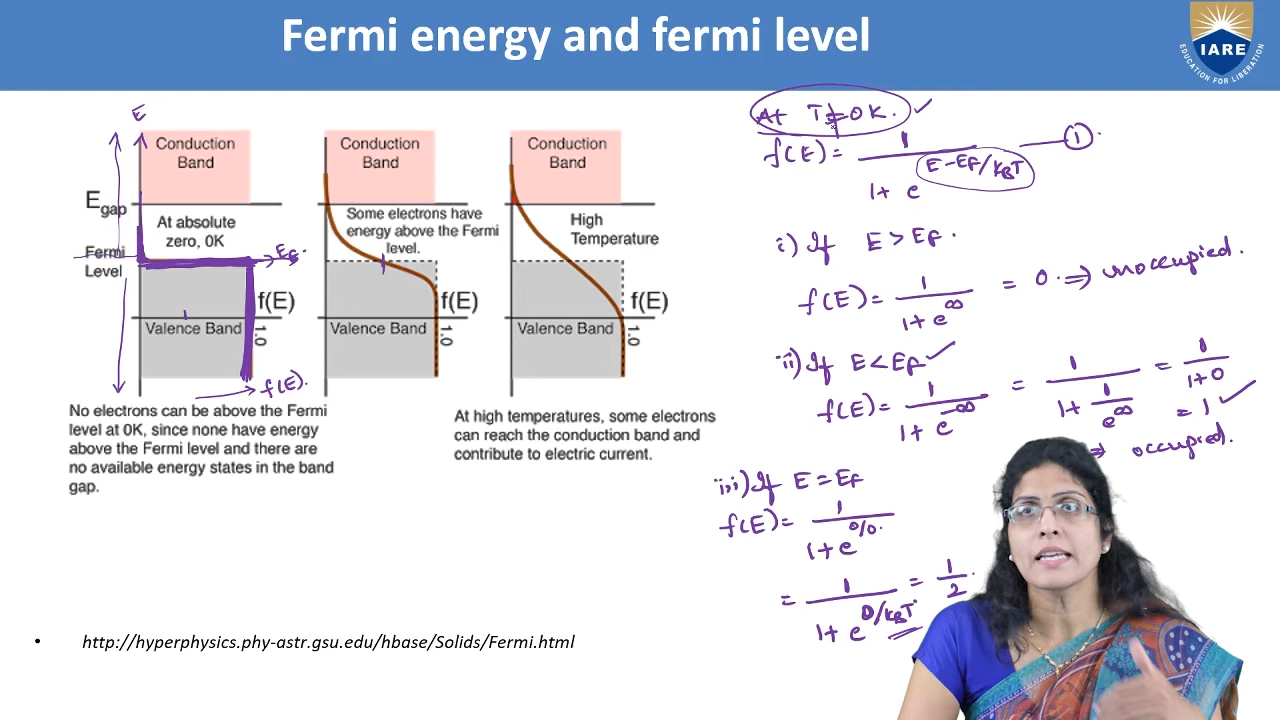 Fermi energy and fermi level
IARE
EDUCATION FOR LIBERATION
E
Conduction
Band
Egap
At absolute
zero, 0K
Fermi
Level
EF.
f(E)
Valence Band
1.0
f(E).
Conduction
Band
Some electrons have
energy above the Fermi
level.
f(E)
Valence Band
1.0
Conduction
Band
High
Temperature
f(E)
Valence Band
1.0
No electrons can be above the Fermi
level at 0K, since none have energy
above the Fermi level and there are
no available energy states in the band
gap.
At high temperatures, some electrons
can reach the conduction band and
contribute to electric current.
• http://hyperphysics.phy-astr.gsu.edu/hbase/Solids/Fermi.html
At T ≠ 0 K. ✓
f(E) = 1 / 1 + e^(E-EF/KBT) — ①.
i) If E > EF.
f(E) = 1 / 1 + e^∞ = 0. ⇒ unoccupied.
ii) If E < EF ✓
f(E) = 1 / 1 + e^-∞ = 1 / 1 + 1/e^∞ = 1 / 1+0
= 1 ✓
⇒ occupied.
iii) If E = EF
f(E) = 1 / 1 + e^0/0.
= 1 / 1 + e^0/KBT = 1/2.